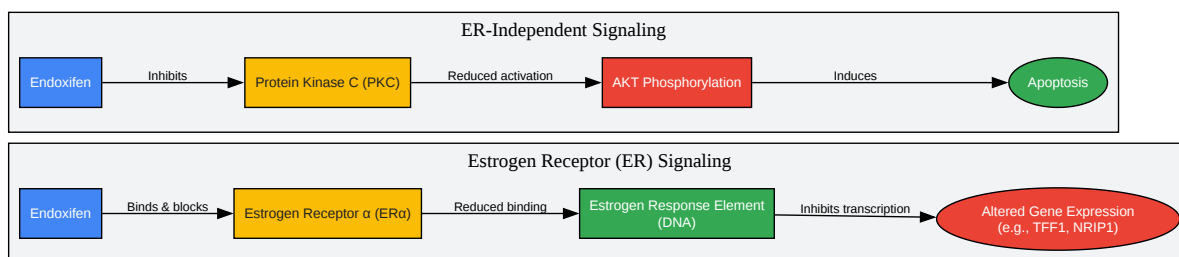 ER-Independent Signaling
Endoxifen
Inhibits
Protein Kinase C (PKC)
Reduced activation
AKT Phosphorylation
Induces
Apoptosis
Estrogen Receptor (ER) Signaling
Endoxifen
Binds & blocks
Estrogen Receptor α (ERα)
Reduced binding
Estrogen Response Element
(DNA)
Inhibits transcription
Altered Gene Expression
(e.g., TFF1, NRIP1)